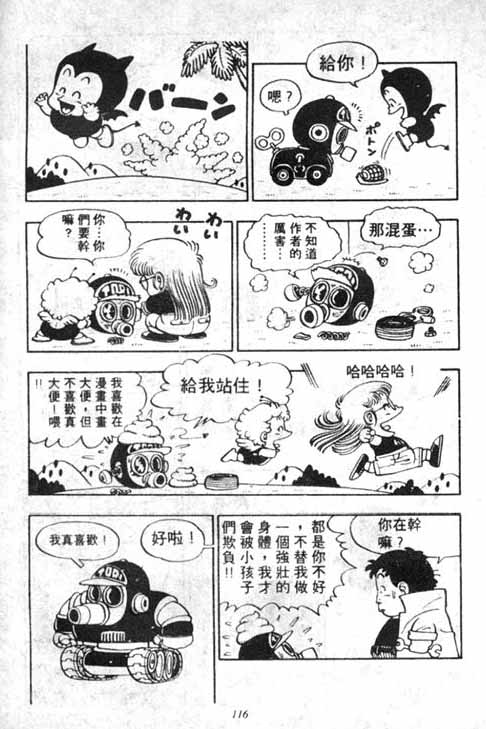 給你！
嗯？
ポトン
バーン
那混蛋…
不知道
作者的
厲害……
わい
わい
你…你
們要幹
嘛？
哈哈哈哈！
給我站住！
我喜歡在
漫畫中畫
大便，但
不喜歡真
大便！喂
!!
好啦！
我真喜歡！
你在幹
嘛？
都是你不好
，不替我做
一個強壯的
身體，我才
會被小孩子
們欺負!!
116